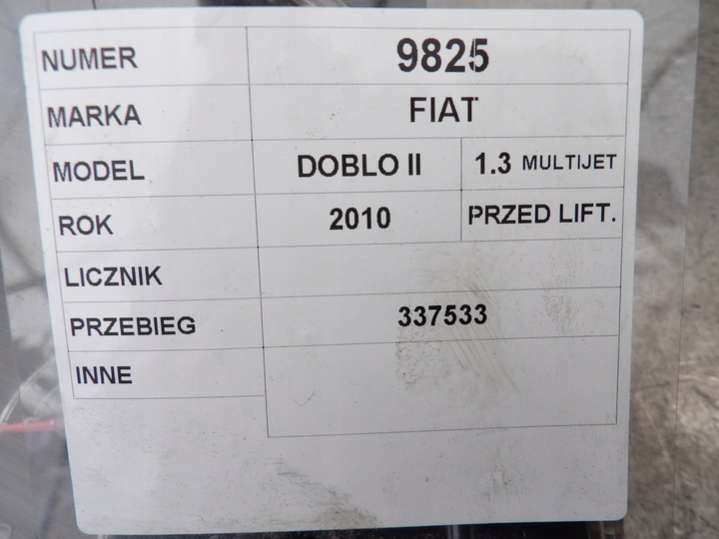 NUMER 9825
MARKA FIAT
MODEL DOBLO II 1.3 MULTIJET
ROK 2010 PRZED LIFT.
LICZNIK
PRZEBIEG 337533
INNE